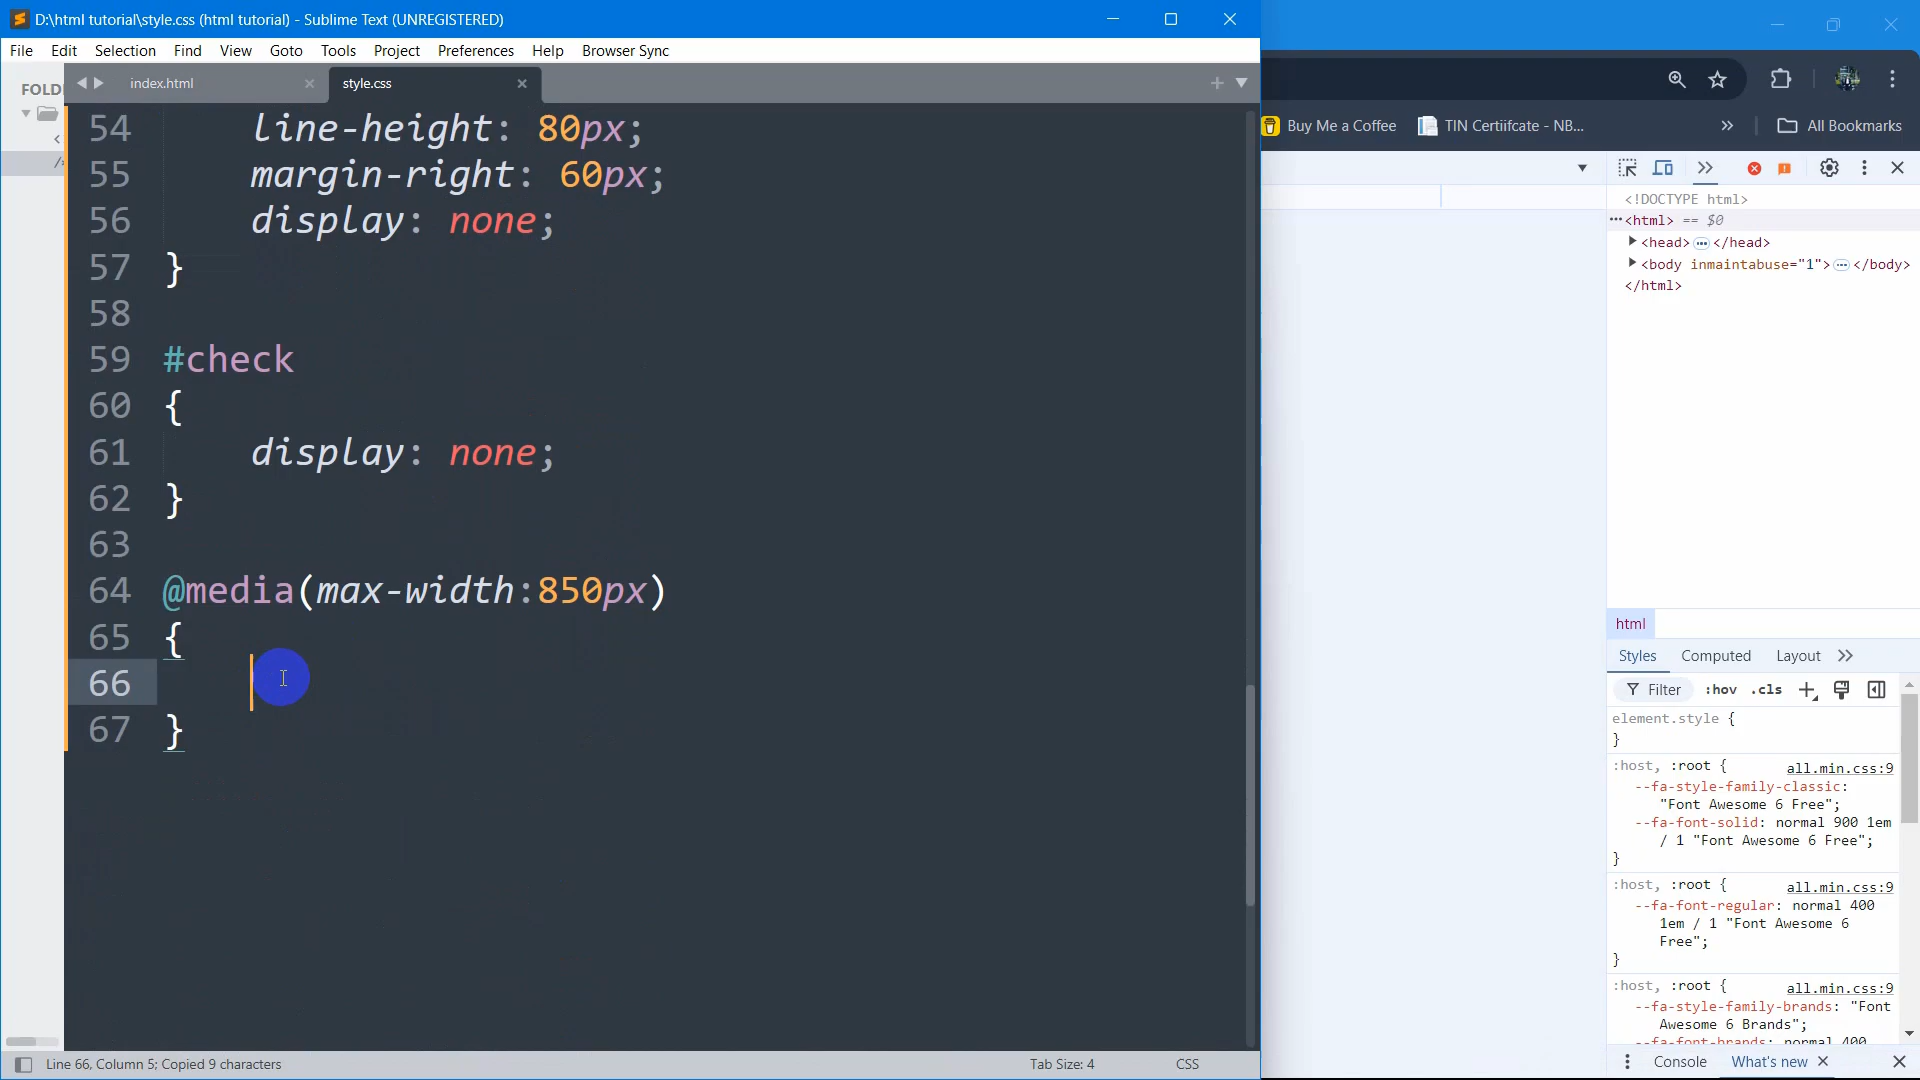 D:\html tutorial\style.css (html tutorial) - Sublime Text (UNREGISTERED)
File Edit Selection Find View Goto Tools Project Preferences Help Browser Sync
FOLD
index.html
style.css
54 line-height: 80px;
55 margin-right: 60px;
56 display: none;
57 }
58
59 #check
60 {
61 display: none;
62 }
63
64 @media(max-width:850px)
65 {
66
67 }
Line 66, Column 5; Copied 9 characters
Tab Size: 4
CSS
Buy Me a Coffee
TIN Certiifcate - NB...
All Bookmarks
<!DOCTYPE html>
<html> == $0
<head> </head>
<body inmaintabuse="1"> </body>
</html>
html
Styles Computed Layout
Filter :hov .cls
element.style {
}
:host, :root { all.min.css:9
--fa-style-family-classic:
"Font Awesome 6 Free";
--fa-font-solid: normal 900 1em
/ 1 "Font Awesome 6 Free";
}
:host, :root { all.min.css:9
--fa-font-regular: normal 400
1em / 1 "Font Awesome 6
Free";
}
:host, :root { all.min.css:9
--fa-style-family-brands: "Font
Awesome 6 Brands";
--fa-font-brands: normal 400
Console What's new